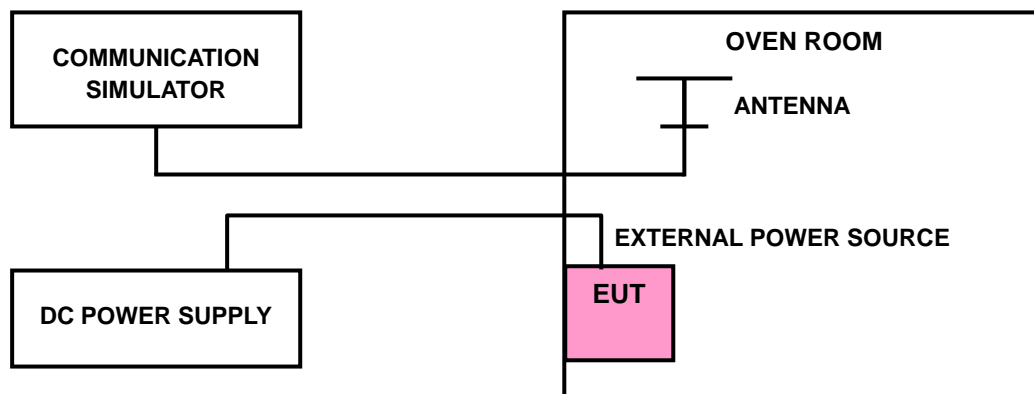 COMMUNICATION
SIMULATOR
OVEN ROOM
ANTENNA
EXTERNAL POWER SOURCE
DC POWER SUPPLY
EUT